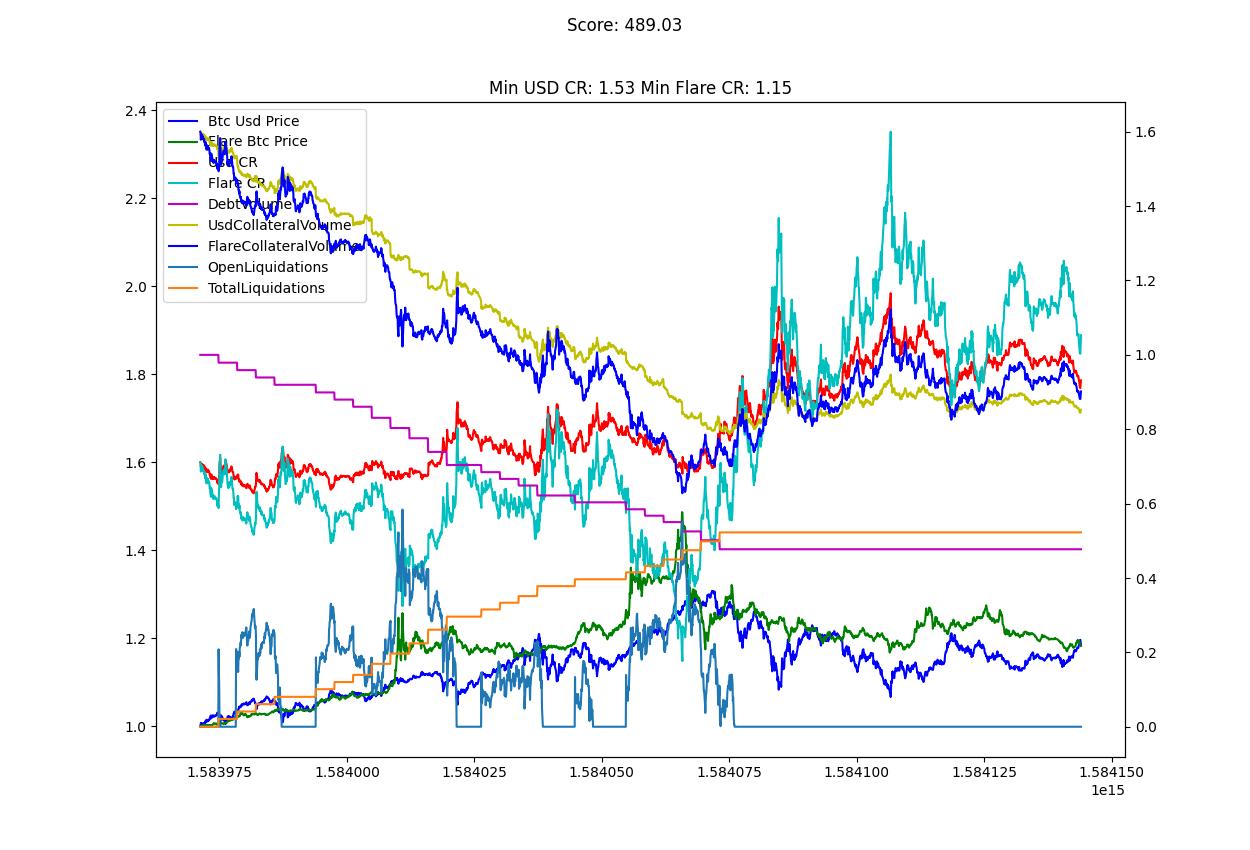 Score: 489.03
Min USD CR: 1.53 Min Flare CR: 1.15
2.4
2.2
2.0
1.8
1.6
1.4
1.2
1.0
Btc Usd Price
Flare Btc Price
Usd CR
Flare CR
DebtVolume
UsdCollateralVolume
FlareCollateralVolume
OpenLiquidations
TotalLiquidations
1.6
1.4
1.2
1.0
0.8
0.6
0.4
0.2
0.0
1.583975 1.584000 1.584025 1.584050 1.584075 1.584100 1.584125 1.584150
1e15